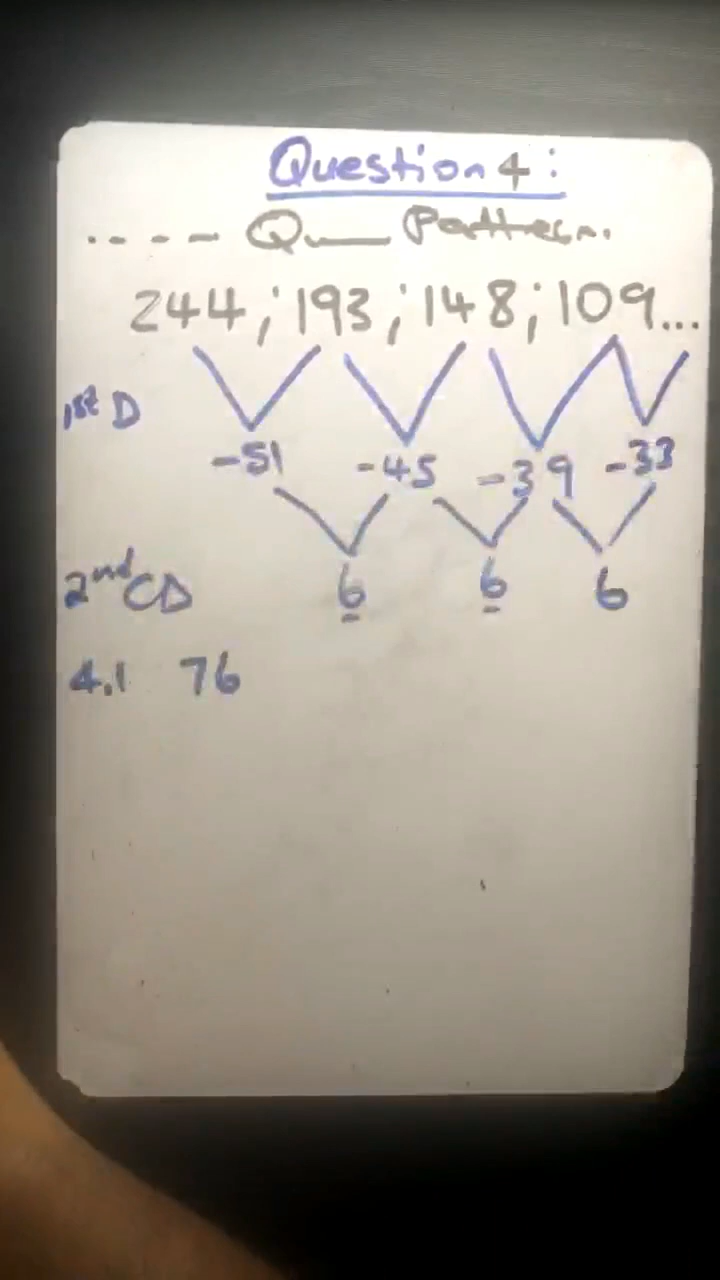 Question 4:
.... – Q__ Pattern.
244; 193; 148; 109...
1st D
-51 -45 -39 -33
2nd CD 6 6 6
4.1 76